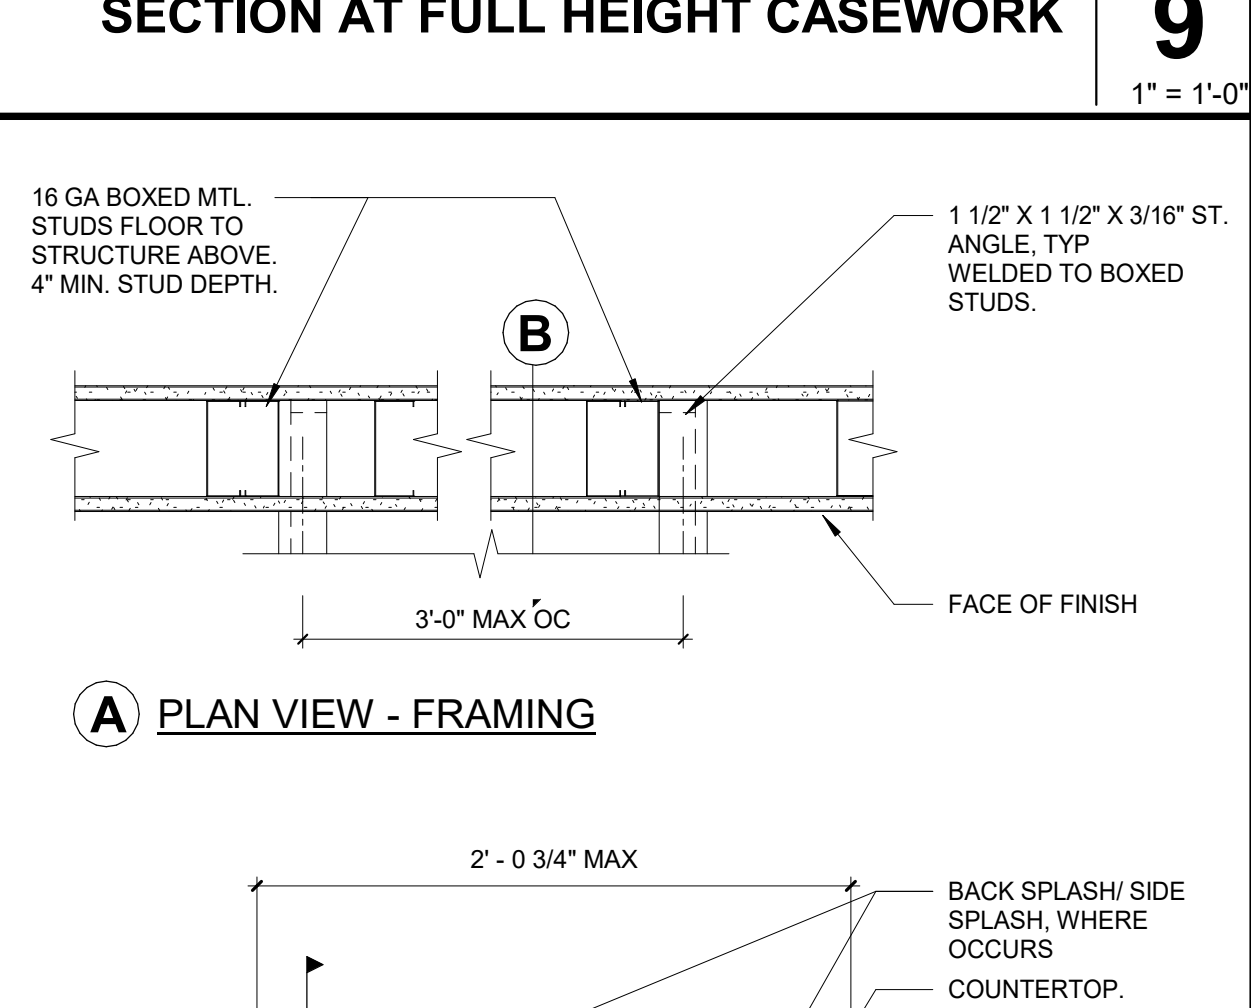 SECTION AT FULL HEIGHT CASEWORK
9
1" = 1'-0"
16 GA BOXED MTL.
STUDS FLOOR TO
STRUCTURE ABOVE.
4" MIN. STUD DEPTH.
1 1/2" X 1 1/2" X 3/16" ST.
ANGLE, TYP
WELDED TO BOXED
STUDS.
B
FACE OF FINISH
3'-0" MAX OC
A PLAN VIEW - FRAMING
2' - 0 3/4" MAX
BACK SPLASH/ SIDE
SPLASH, WHERE
OCCURS
COUNTERTOP.